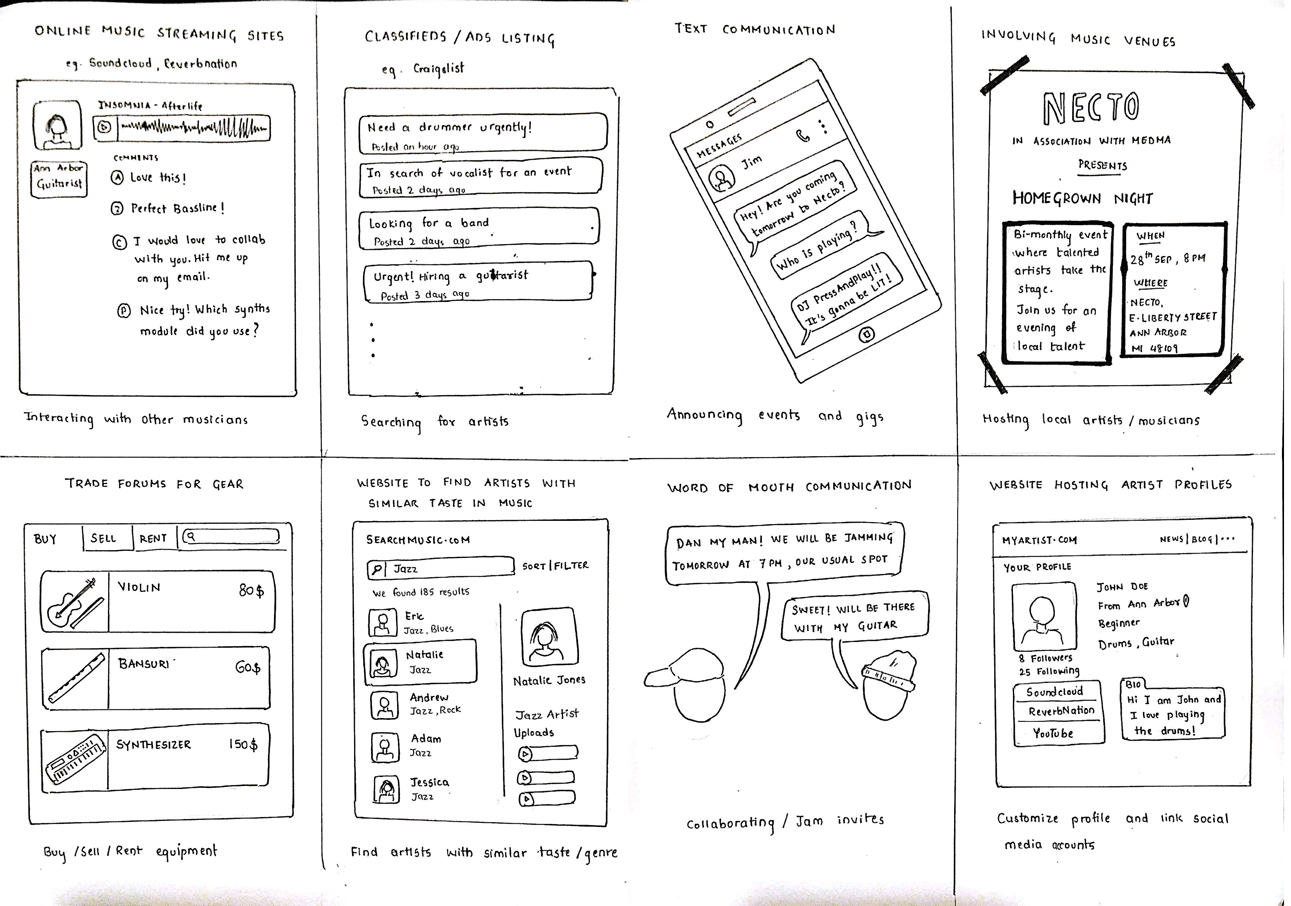 ONLINE MUSIC STREAMING SITES
eg. Soundcloud, Reverbnation
INSOMNIA - Afterlife
Ann Arbor
Guitarist
COMMENTS
A Love this!
Perfect Bassline!
C I would love to collab
with you. Hit me up
on my email.
P Nice try! Which synths
module did you use?
Interacting with other musicians
CLASSIFIEDS / ADS LISTING
eg. Craigslist
Need a drummer urgently!
Posted an hour ago
In search of vocalist for an event
Posted 2 days ago
Looking for a band
Posted 2 days ago
Urgent! Hiring a guitarist
Posted 3 days ago
Searching for artists
TEXT COMMUNICATION
MESSAGES
Jim
Hey! Are you coming
tomorrow to Necto?
Who is playing?
DJ PressAndPlay!!
It's gonna be LIT!
Announcing events and gigs
INVOLVING MUSIC VENUES
NECTO
IN ASSOCIATION WITH MEDMA
PRESENTS
HOMEGROWN NIGHT
Bi-monthly event
where talented
artists take the
stage.
Join us for an
evening of
local talent
WHEN
28th SEP, 8 PM
WHERE
NECTO,
E-LIBERTY STREET
ANN ARBOR
MI 48109
Hosting local artists / musicians
TRADE FORUMS FOR GEAR
BUY SELL RENT
VIOLIN 80$
BANSURI 60$
SYNTHESIZER 150$
Buy / Sell / Rent equipment
WEBSITE TO FIND ARTISTS WITH
SIMILAR TASTE IN MUSIC
SEARCHMUSIC.COM
Jazz SORT | FILTER
We found 185 results
Eric
Jazz, Blues
Natalie
Jazz
Andrew
Jazz, Rock
Adam
Jazz
Jessica
Jazz
Natalie Jones
Jazz Artist
Uploads
Find artists with similar taste / genre
WORD OF MOUTH COMMUNICATION
DAN MY MAN! WE WILL BE JAMMING
TOMORROW AT 7 PM, OUR USUAL SPOT
SWEET! WILL BE THERE
WITH MY GUITAR
Collaborating / Jam invites
WEBSITE HOSTING ARTIST PROFILES
MYARTIST.COM NEWS | BLOG | •••
YOUR PROFILE
JOHN DOE
From Ann Arbor
Beginner
Drums, Guitar
8 Followers
25 Following
Soundcloud
ReverbNation
YouTube
BIO
Hi I am John and
I love playing
the drums!
Customize profile and link social
media accounts